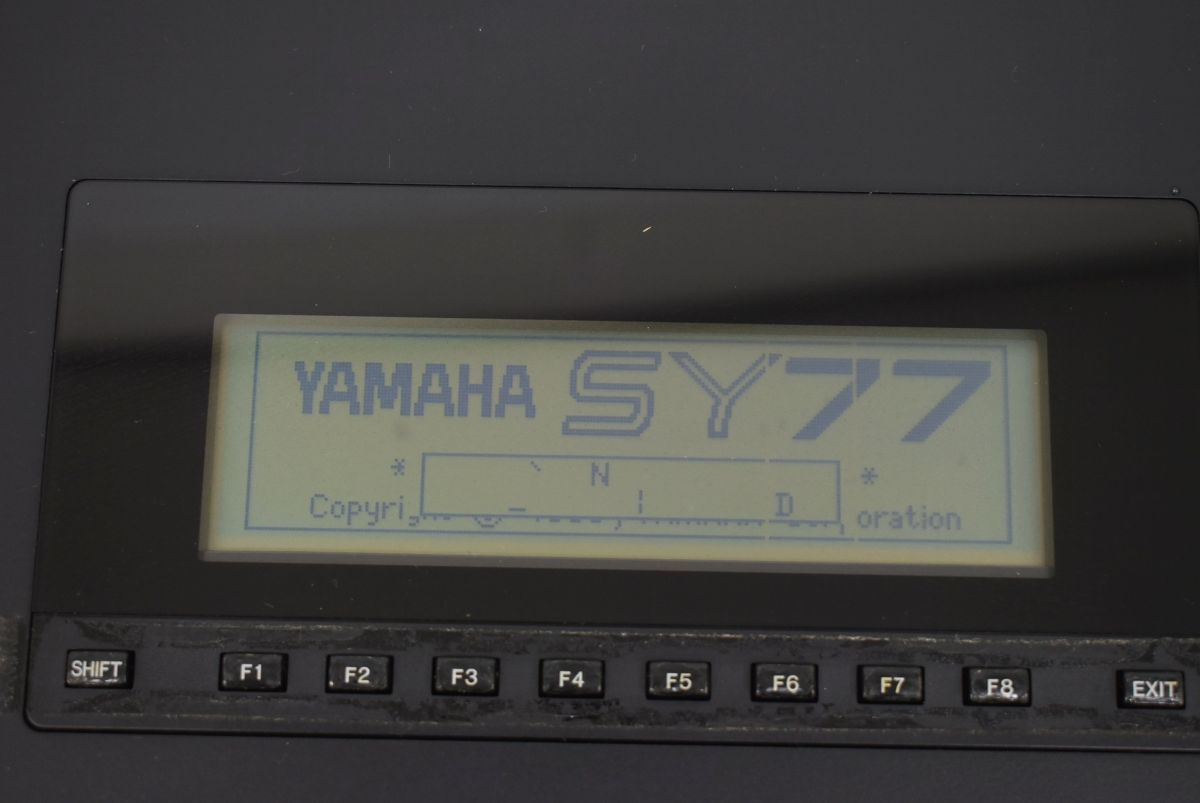 YAMAHA SY77
* ` N *
_ ¦ D
Copyri oration
SHIFT F1 F2 F3 F4 F5 F6 F7 F8 EXIT